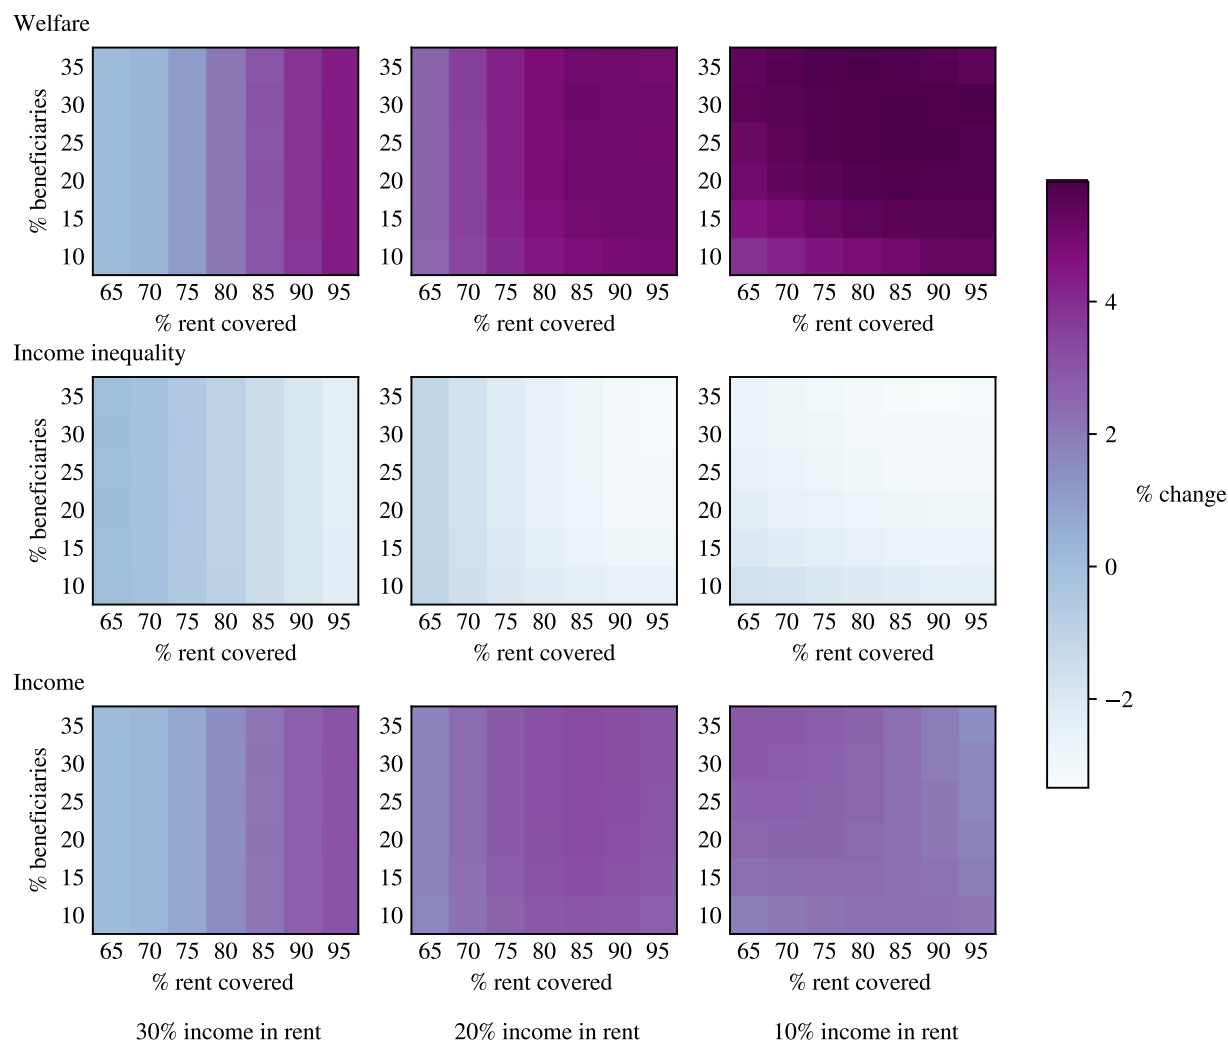 Welfare
% beneficiaries
35
30
25
20
15
10
65 70 75 80 85 90 95
% rent covered
35
30
25
20
15
10
65 70 75 80 85 90 95
% rent covered
35
30
25
20
15
10
65 70 75 80 85 90 95
% rent covered
Income inequality
% beneficiaries
35
30
25
20
15
10
65 70 75 80 85 90 95
% rent covered
35
30
25
20
15
10
65 70 75 80 85 90 95
% rent covered
35
30
25
20
15
10
65 70 75 80 85 90 95
% rent covered
Income
% beneficiaries
35
30
25
20
15
10
65 70 75 80 85 90 95
% rent covered
30% income in rent
35
30
25
20
15
10
65 70 75 80 85 90 95
% rent covered
20% income in rent
35
30
25
20
15
10
65 70 75 80 85 90 95
% rent covered
10% income in rent
4
2
0
−2
% change